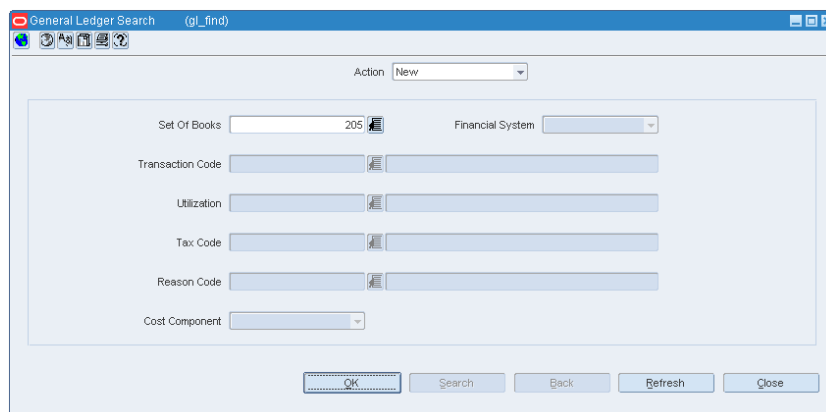 General Ledger Search (gl_find)
Action New
Set Of Books 205 Financial System
Transaction Code
Utilization
Tax Code
Reason Code
Cost Component
OK Search Back Refresh Close